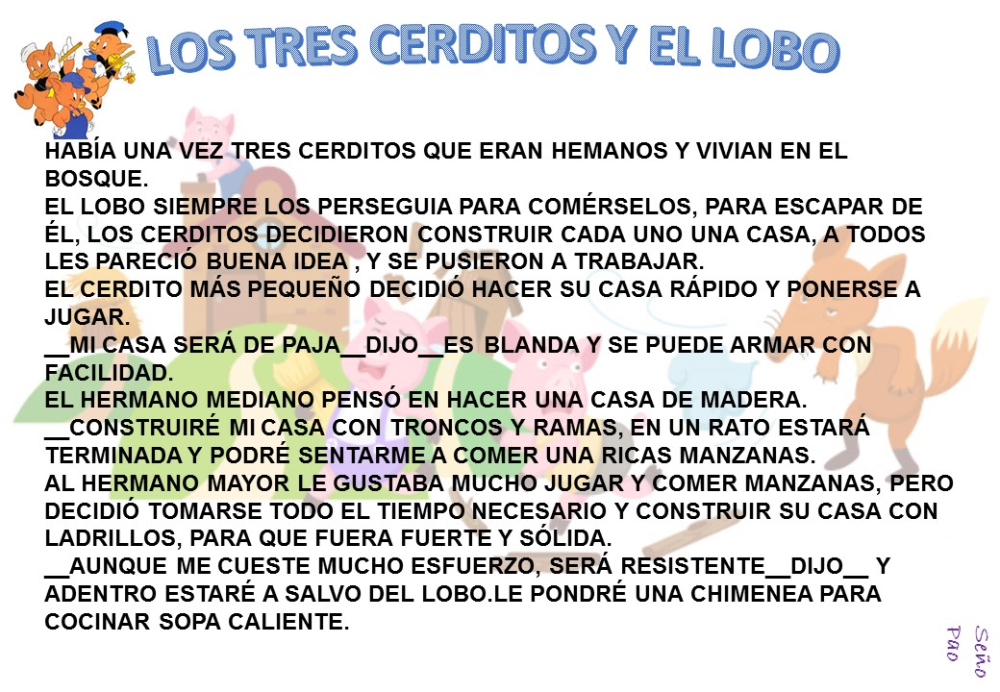 LOS TRES CERDITOS Y EL LOBO
HABÍA UNA VEZ TRES CERDITOS QUE ERAN HEMANOS Y VIVIAN EN EL
BOSQUE.
EL LOBO SIEMPRE LOS PERSEGUIA PARA COMÉRSELOS, PARA ESCAPAR DE
ÉL, LOS CERDITOS DECIDIERON CONSTRUIR CADA UNO UNA CASA, A TODOS
LES PARECIÓ BUENA IDEA , Y SE PUSIERON A TRABAJAR.
EL CERDITO MÁS PEQUEÑO DECIDIÓ HACER SU CASA RÁPIDO Y PONERSE A
JUGAR.
__MI CASA SERÁ DE PAJA__DIJO__ES BLANDA Y SE PUEDE ARMAR CON
FACILIDAD.
EL HERMANO MEDIANO PENSÓ EN HACER UNA CASA DE MADERA.
__CONSTRUIRÉ MI CASA CON TRONCOS Y RAMAS, EN UN RATO ESTARÁ
TERMINADA Y PODRÉ SENTARME A COMER UNA RICAS MANZANAS.
AL HERMANO MAYOR LE GUSTABA MUCHO JUGAR Y COMER MANZANAS, PERO
DECIDIÓ TOMARSE TODO EL TIEMPO NECESARIO Y CONSTRUIR SU CASA CON
LADRILLOS, PARA QUE FUERA FUERTE Y SÓLIDA.
__AUNQUE ME CUESTE MUCHO ESFUERZO, SERÁ RESISTENTE__DIJO__ Y
ADENTRO ESTARÉ A SALVO DEL LOBO.LE PONDRÉ UNA CHIMENEA PARA
COCINAR SOPA CALIENTE.
Seño
Pao